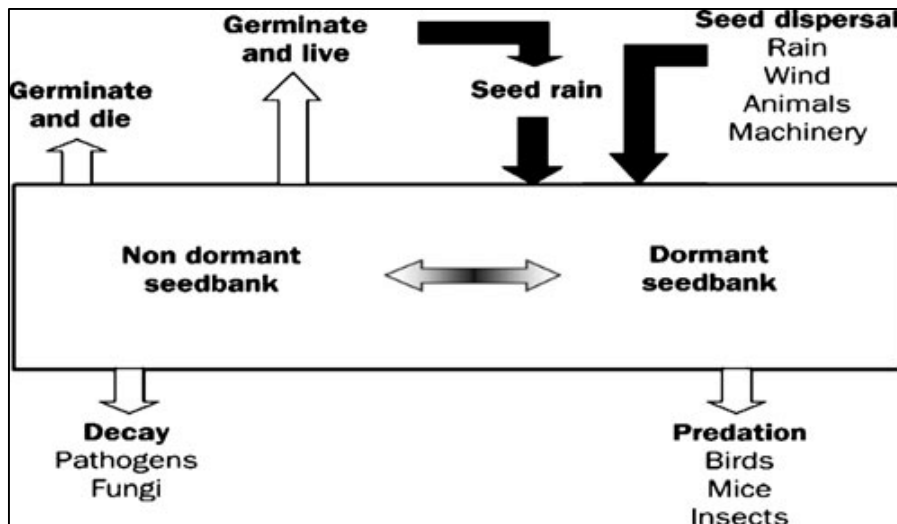 Germinate
and live
Germinate
and die
Seed rain
Seed dispersal
Rain
Wind
Animals
Machinery
Non dormant
seedbank
Dormant
seedbank
Decay
Pathogens
Fungi
Predation
Birds
Mice
Insects